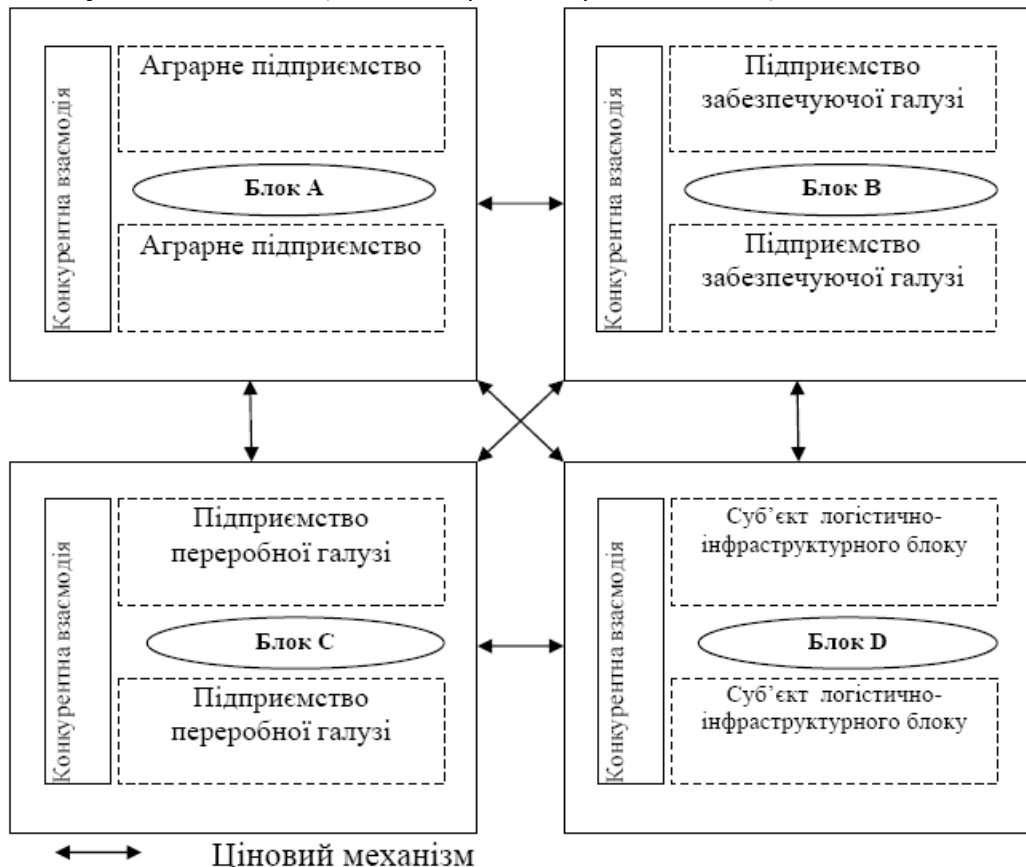 Конкурентна взаємодія
Аграрне підприємство
Блок А
Аграрне підприємство
Конкурентна взаємодія
Підприємство
забезпечуючої галузі
Блок В
Підприємство
забезпечуючої галузі
Конкурентна взаємодія
Підприємство
переробної галузі
Блок С
Підприємство
переробної галузі
Конкурентна взаємодія
Суб’єкт логістично-
інфраструктурного блоку
Блок D
Суб’єкт логістично-
інфраструктурного блоку
Ціновий механізм